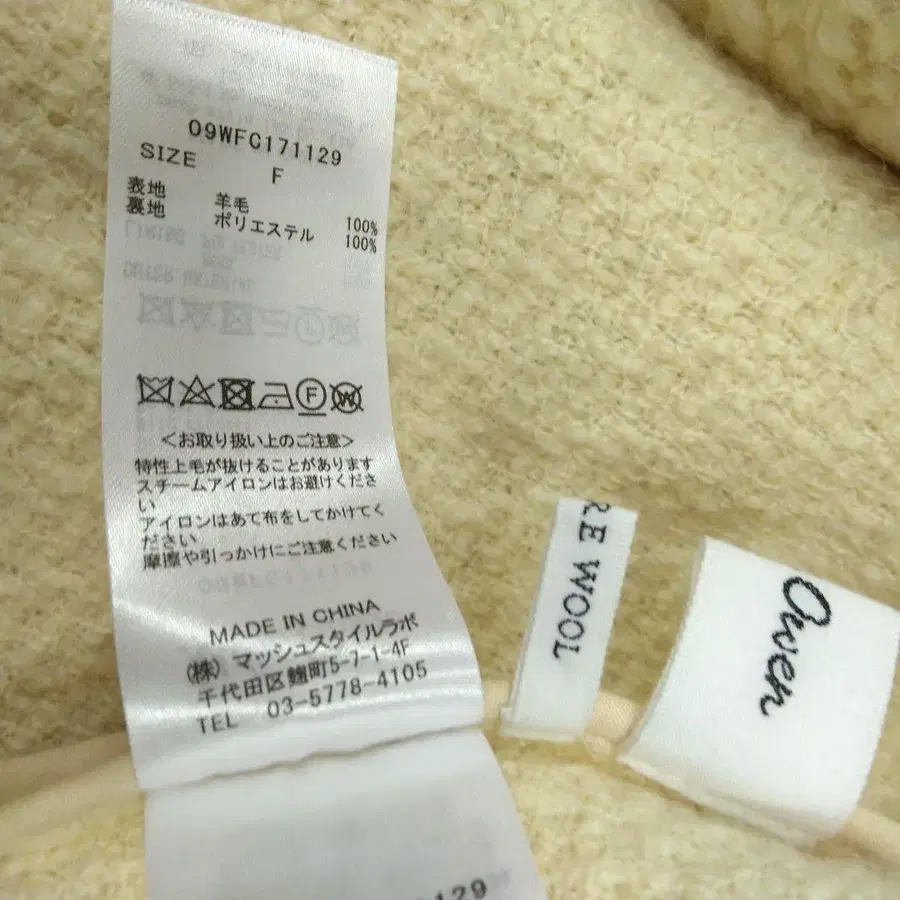 09WFC171129
SIZE F
表地 羊毛 100%
裏地 ポリエステル 100%
<お取り扱い上のご注意>
特性上毛が抜けることがあります
スチームアイロンはお避けくださ
い
アイロンはあて布をしてかけてく
ださい
摩擦や引っかけにご注意ください
MADE IN CHINA
(株) マッシュスタイルラボ
千代田区麹町5-7-1-4F
TEL 03-5778-4105
WOOL
Owen